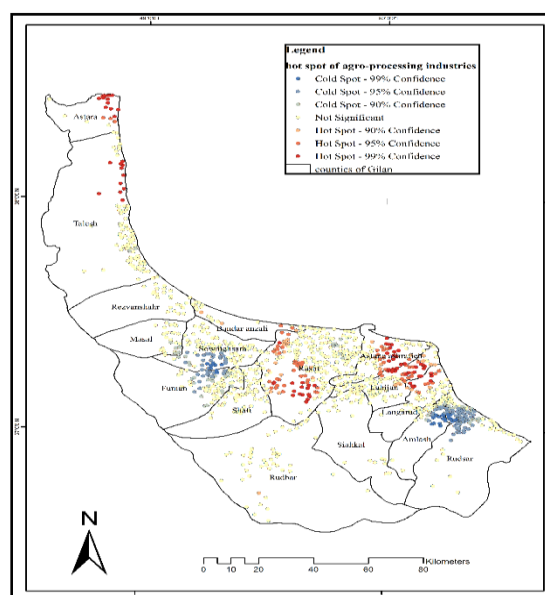 Legend
hot spot of agro-processing industries
Cold Spot - 99% Confidence
Cold Spot - 95% Confidence
Cold Spot - 90% Confidence
Not Significant
Hot Spot - 90% Confidence
Hot Spot - 95% Confidence
Hot Spot - 99% Confidence
counties of Gilan
Astara
Talesh
Rezvanshahr
Masal
Bandar anzali
Fuman
Rasht
Shaft
Lahijan
Langarud
Siahkal
Amlash
Rudsar
Rudbar
N
Kilometers
0 5 10 20 40 60 80